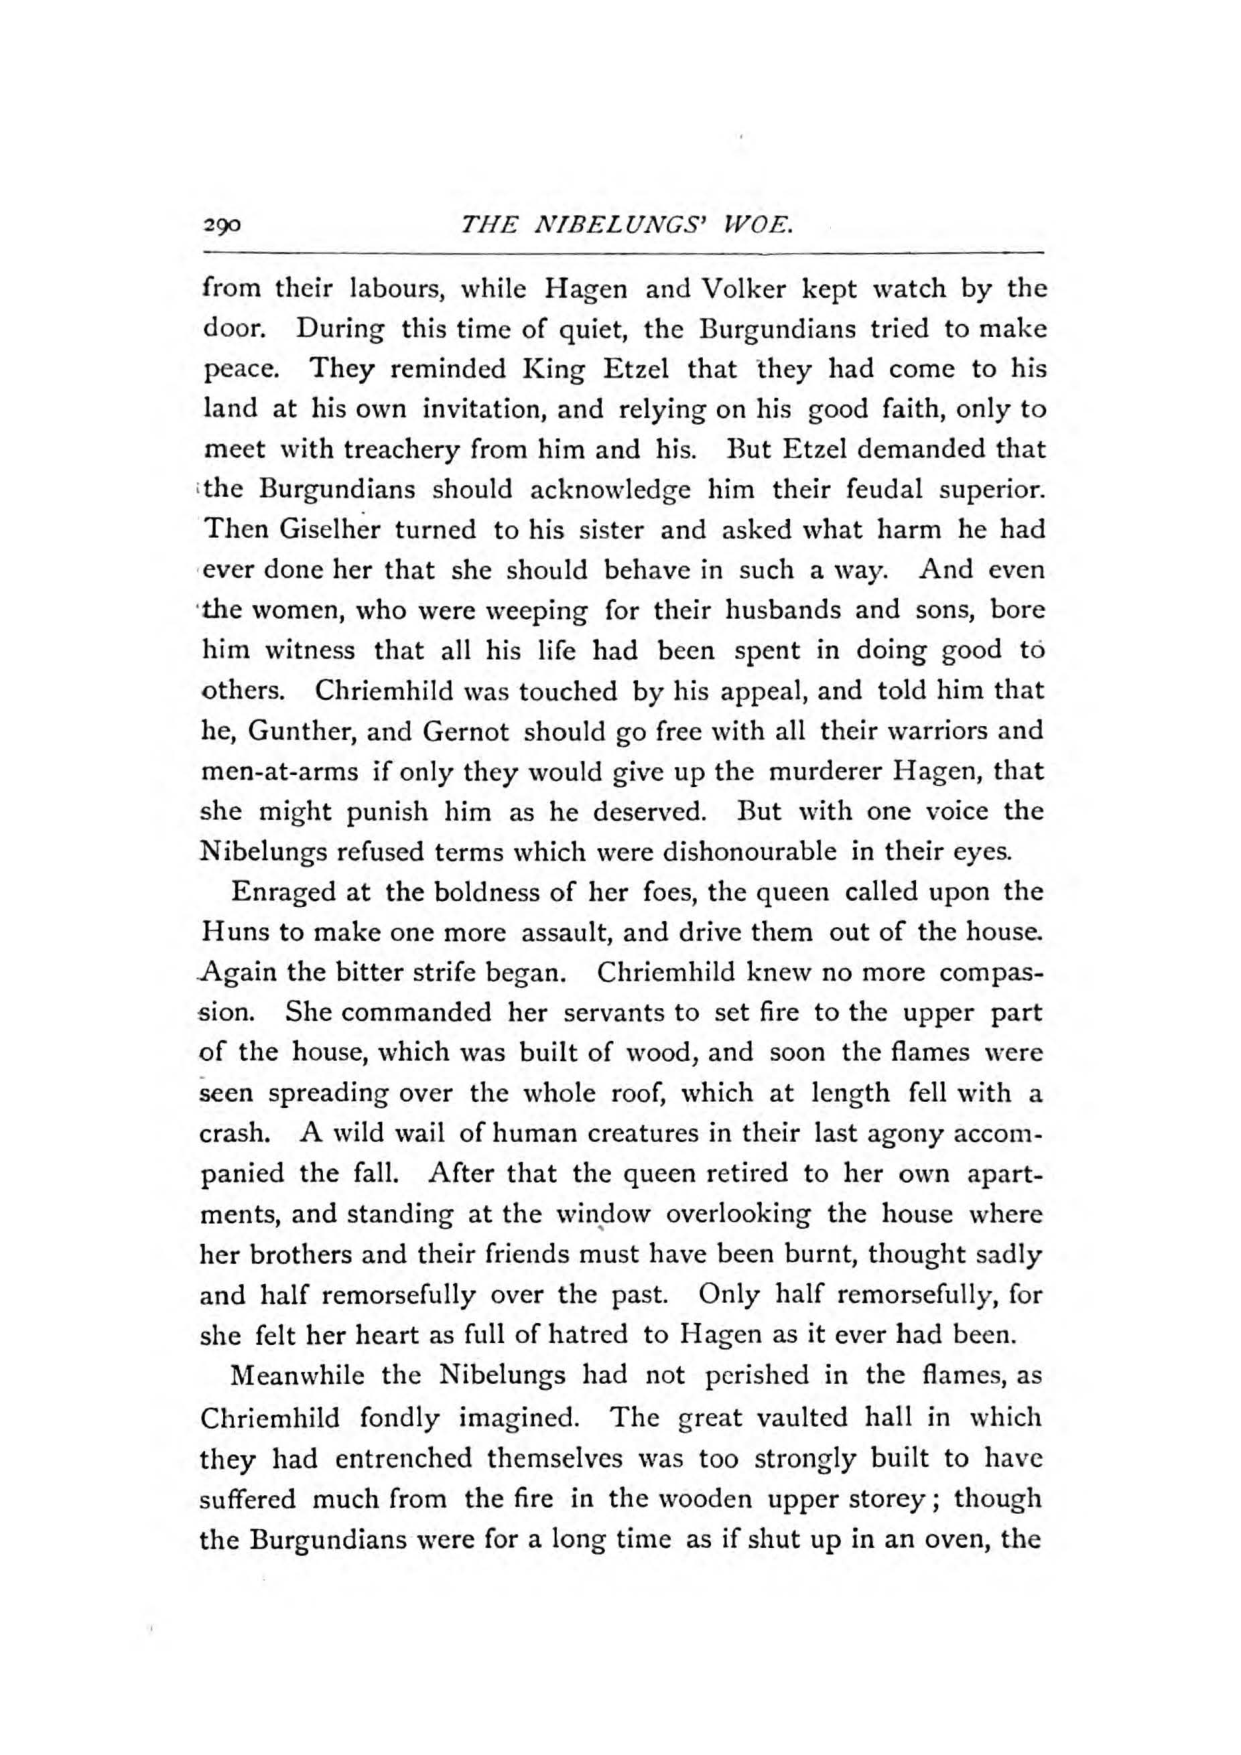 290 THE NIBELUNGS' WOE.
from their labours, while Hagen and Volker kept watch by the
door. During this time of quiet, the Burgundians tried to make
peace. They reminded King Etzel that they had come to his
land at his own invitation, and relying on his good faith, only to
meet with treachery from him and his. But Etzel demanded that
the Burgundians should acknowledge him their feudal superior.
Then Giselher turned to his sister and asked what harm he had
ever done her that she should behave in such a way. And even
the women, who were weeping for their husbands and sons, bore
him witness that all his life had been spent in doing good to
others. Chriemhild was touched by his appeal, and told him that
he, Gunther, and Gernot should go free with all their warriors and
men-at-arms if only they would give up the murderer Hagen, that
she might punish him as he deserved. But with one voice the
Nibelungs refused terms which were dishonourable in their eyes.
Enraged at the boldness of her foes, the queen called upon the
Huns to make one more assault, and drive them out of the house.
Again the bitter strife began. Chriemhild knew no more compas-
sion. She commanded her servants to set fire to the upper part
of the house, which was built of wood, and soon the flames were
seen spreading over the whole roof, which at length fell with a
crash. A wild wail of human creatures in their last agony accom-
panied the fall. After that the queen retired to her own apart-
ments, and standing at the window overlooking the house where
her brothers and their friends must have been burnt, thought sadly
and half remorsefully over the past. Only half remorsefully, for
she felt her heart as full of hatred to Hagen as it ever had been.
Meanwhile the Nibelungs had not perished in the flames, as
Chriemhild fondly imagined. The great vaulted hall in which
they had entrenched themselves was too strongly built to have
suffered much from the fire in the wooden upper storey; though
the Burgundians were for a long time as if shut up in an oven, the